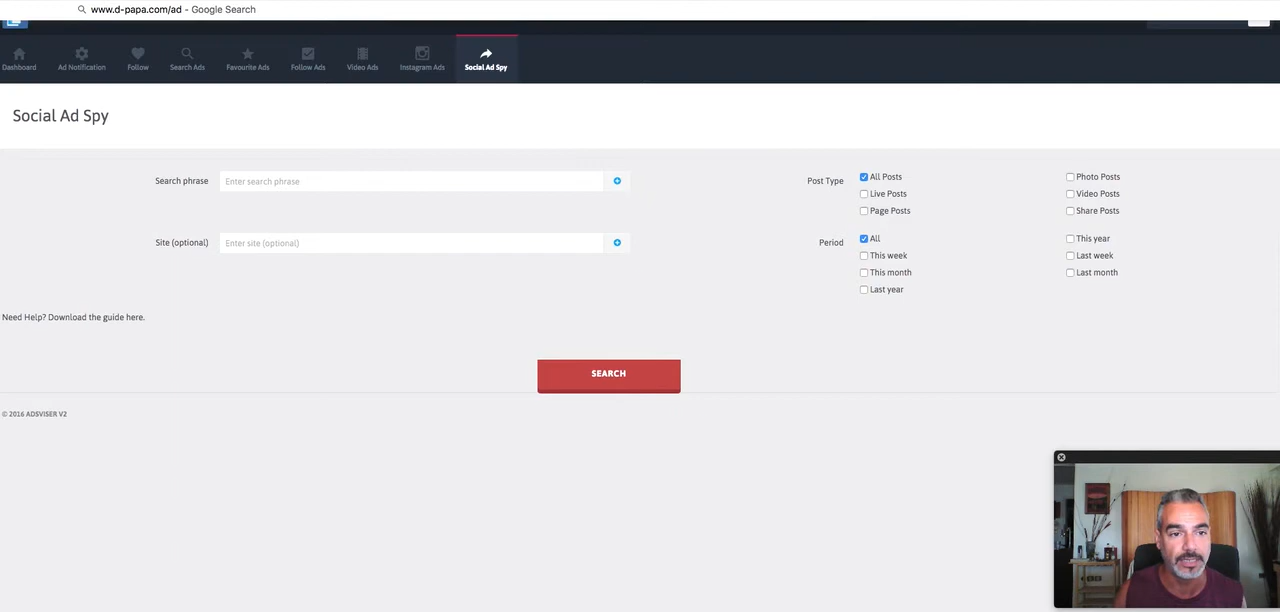 www.d-papa.com/ad - Google Search
Dashboard
Ad Notification
Follow
Search Ads
Favourite Ads
Follow Ads
Video Ads
Instagram Ads
Social Ad Spy
Social Ad Spy
Search phrase
Enter search phrase
Site (optional)
Enter site (optional)
Post Type
All Posts
Photo Posts
Live Posts
Video Posts
Page Posts
Share Posts
Period
All
This year
This week
Last week
This month
Last month
Last year
Need Help? Download the guide here.
SEARCH
© 2016 ADSVISER V2